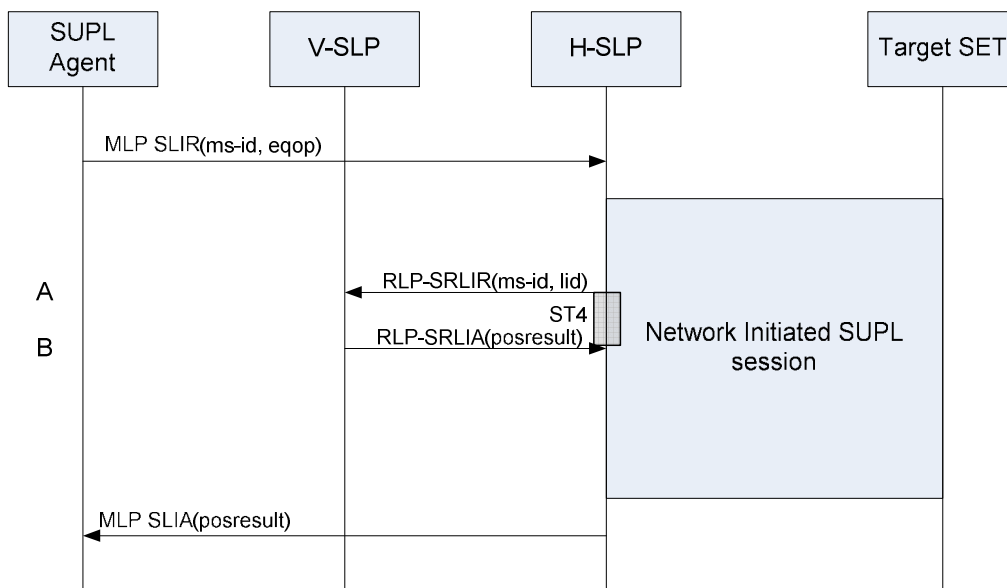 SUPL
Agent
V-SLP
H-SLP
Target SET
MLP SLIR(ms-id, eqop)
A
RLP-SRLIR(ms-id, lid)
ST4
B
RLP-SRLIA(posresult)
Network Initiated SUPL
session
MLP SLIA(posresult)